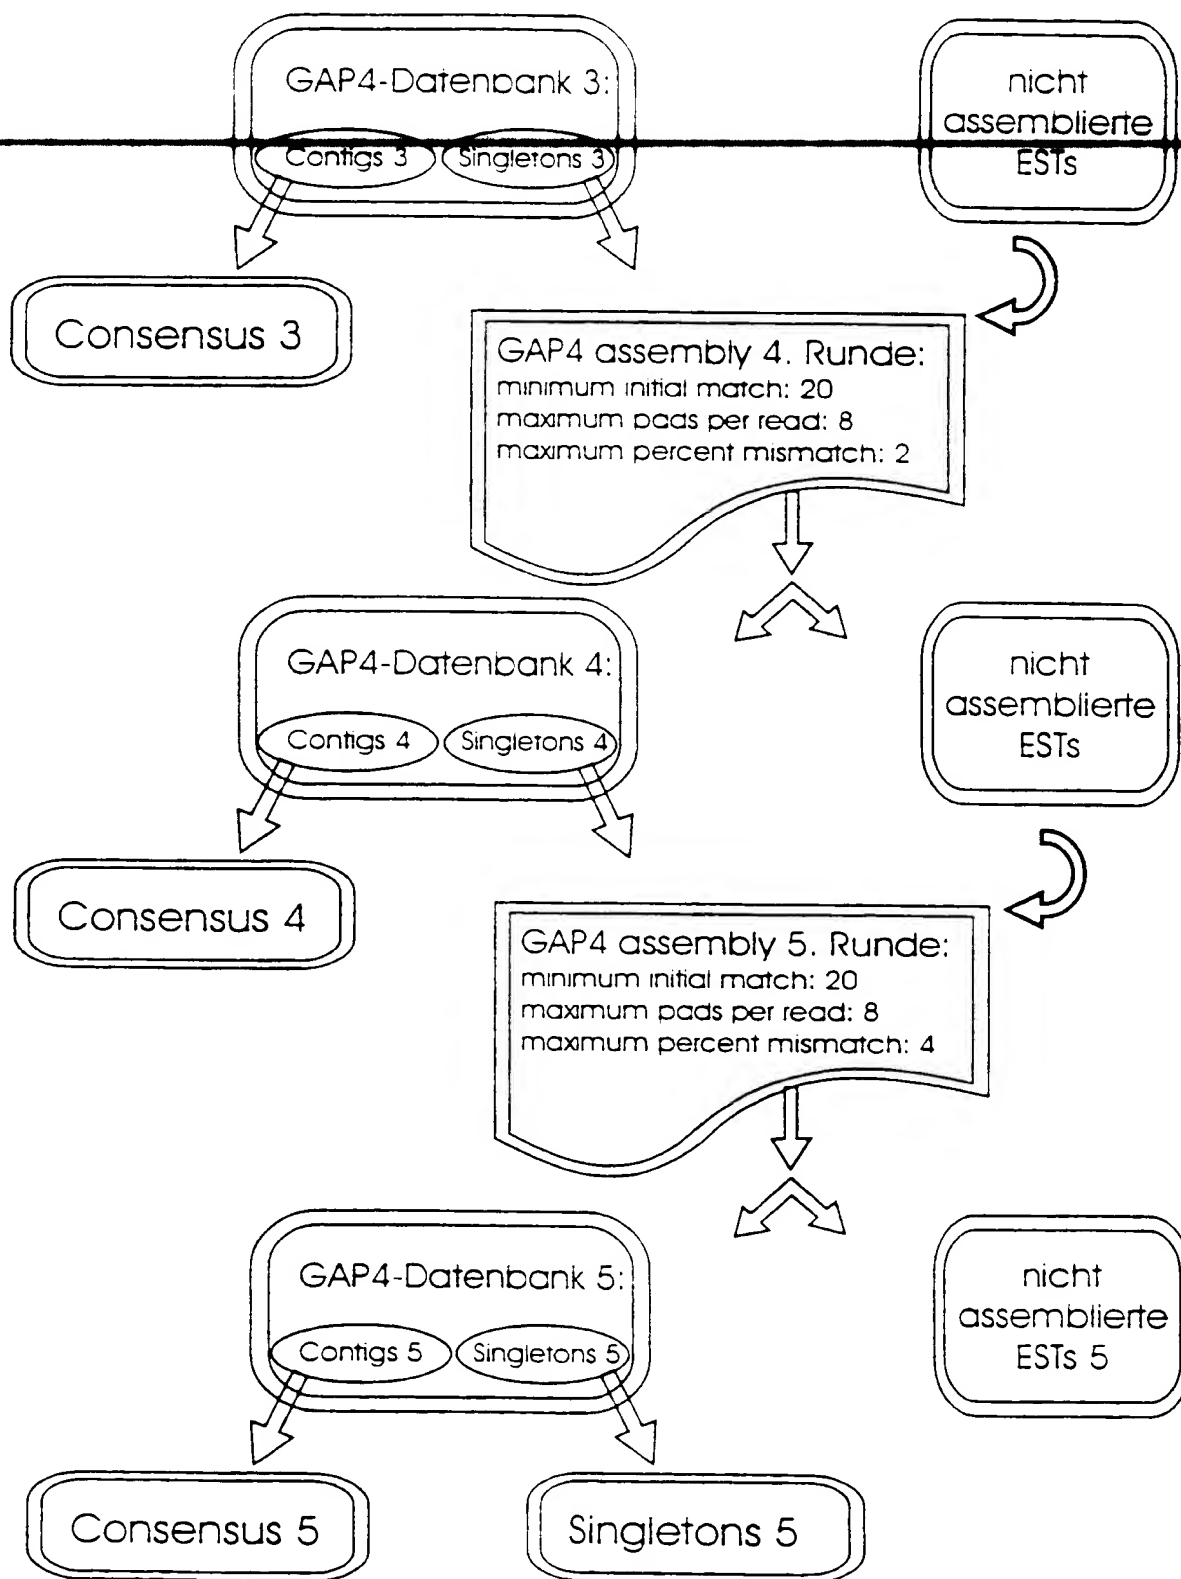 GAP4-Datenbank 3:
Contigs 3
Singletons 3
nicht
assemblierte
ESTs
Consensus 3
GAP4 assembly 4. Runde:
minimum initial match: 20
maximum pads per read: 8
maximum percent mismatch: 2
GAP4-Datenbank 4:
Contigs 4
Singletons 4
nicht
assemblierte
ESTs
Consensus 4
GAP4 assembly 5. Runde:
minimum initial match: 20
maximum pads per read: 8
maximum percent mismatch: 4
GAP4-Datenbank 5:
Contigs 5
Singletons 5
nicht
assemblierte
ESTs 5
Consensus 5
Singletons 5